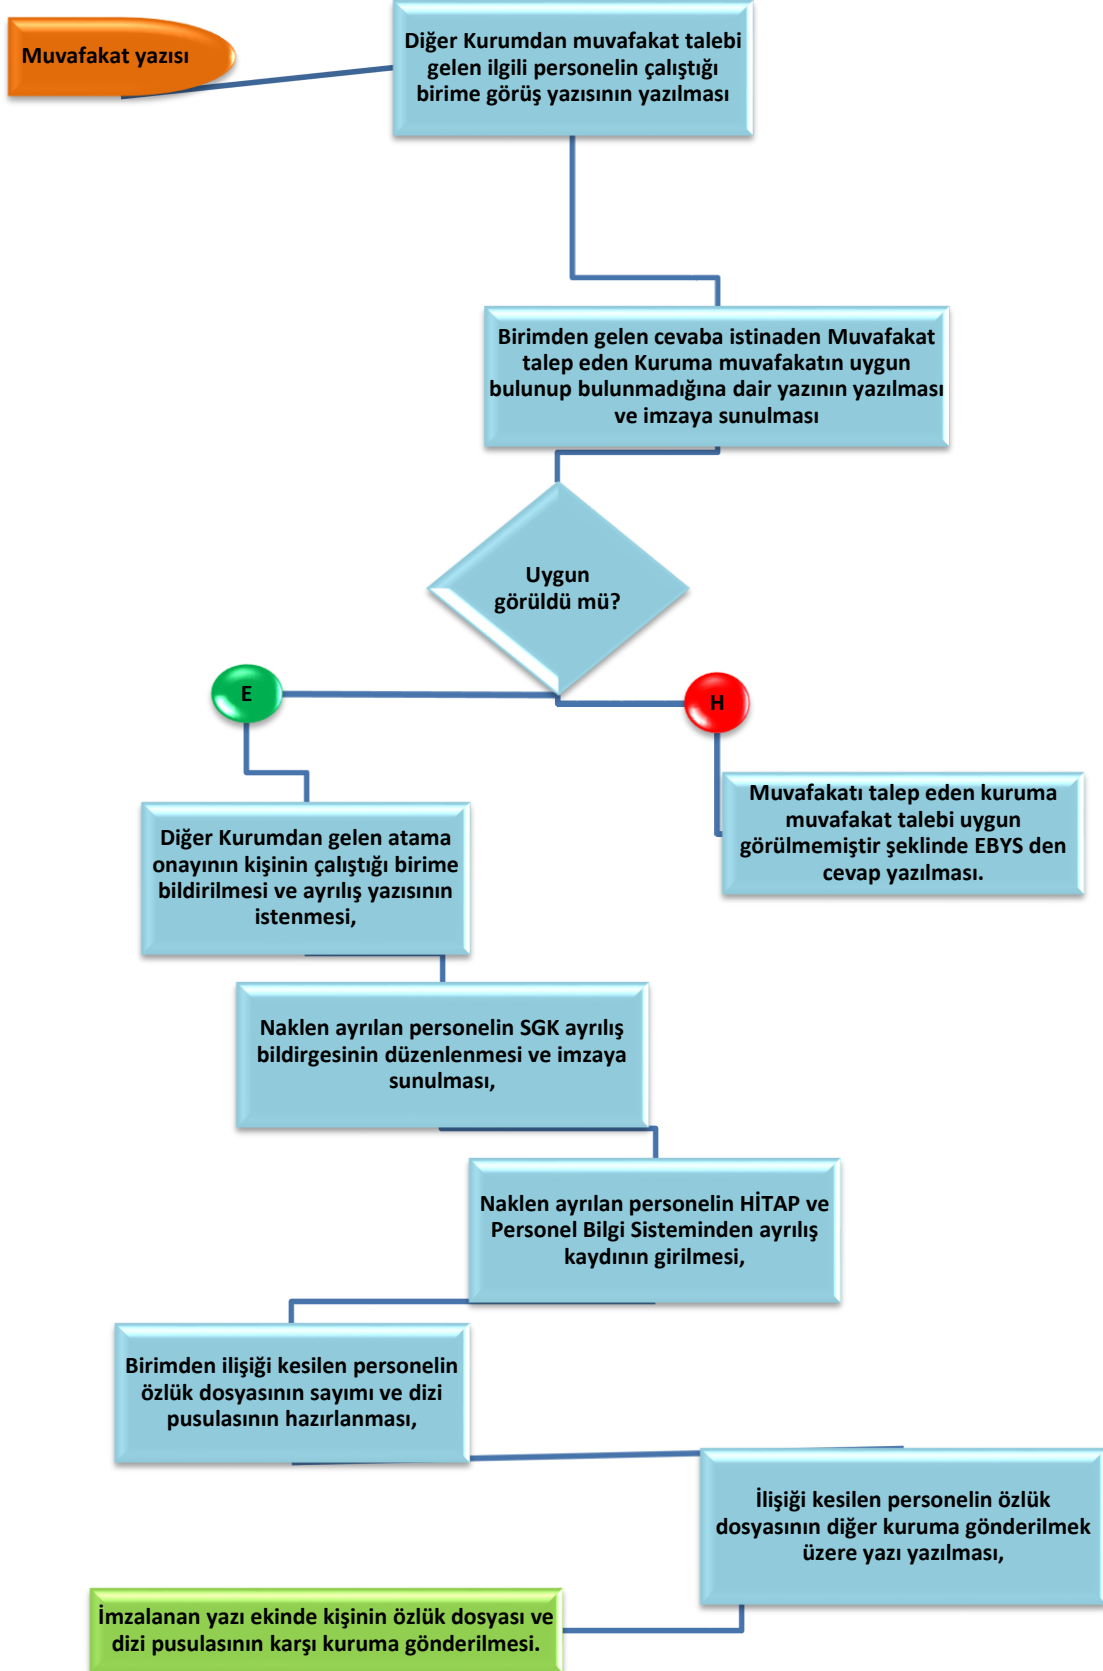 Muvafakat yazısı
Diğer Kurumdan muvafakat talebi
gelen ilgili personelin çalıştığı
birime görüş yazısının yazılması
Birimden gelen cevaba istinaden Muvafakat
talep eden Kuruma muvafakatın uygun
bulunup bulunmadığına dair yazının yazılması
ve imzaya sunulması
Uygun
görüldü mü?
E
H
Muvafakatı talep eden kuruma
muvafakat talebi uygun
görülmemiştir şeklinde EBYS den
cevap yazılması.
Diğer Kurumdan gelen atama
onayının kişinin çalıştığı birime
bildirilmesi ve ayrılış yazısının
istenmesi,
Naklen ayrılan personelin SGK ayrılış
bildirgesinin düzenlenmesi ve imzaya
sunulması,
Naklen ayrılan personelin HİTAP ve
Personel Bilgi Sisteminden ayrılış
kaydının girilmesi,
Birimden ilişiği kesilen personelin
özlük dosyasının sayımı ve dizi
pusulasının hazırlanması,
İlişiği kesilen personelin özlük
dosyasının diğer kuruma gönderilmek
üzere yazı yazılması,
İmzalanan yazı ekinde kişinin özlük dosyası ve
dizi pusulasının karşı kuruma gönderilmesi.